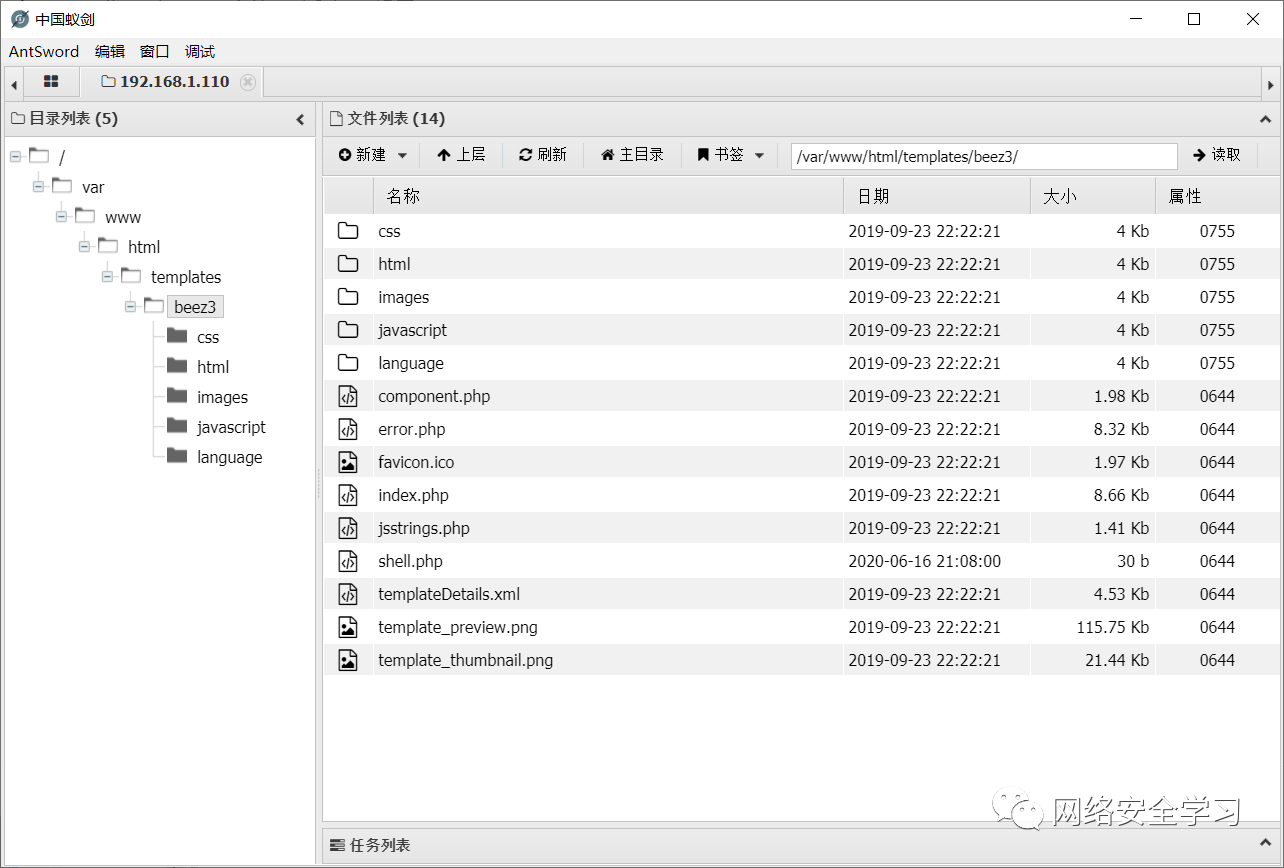 中国蚁剑
AntSword 编辑 窗口 调试
192.168.1.110
目录列表 (5)
/
var
www
html
templates
beez3
css
html
images
javascript
language
文件列表 (14)
新建 上层 刷新 主目录 书签 /var/www/html/templates/beez3/ 读取
名称 日期 大小 属性
css 2019-09-23 22:22:21 4 Kb 0755
html 2019-09-23 22:22:21 4 Kb 0755
images 2019-09-23 22:22:21 4 Kb 0755
javascript 2019-09-23 22:22:21 4 Kb 0755
language 2019-09-23 22:22:21 4 Kb 0755
component.php 2019-09-23 22:22:21 1.98 Kb 0644
error.php 2019-09-23 22:22:21 8.32 Kb 0644
favicon.ico 2019-09-23 22:22:21 1.97 Kb 0644
index.php 2019-09-23 22:22:21 8.66 Kb 0644
jsstrings.php 2019-09-23 22:22:21 1.41 Kb 0644
shell.php 2020-06-16 21:08:00 30 b 0644
templateDetails.xml 2019-09-23 22:22:21 4.53 Kb 0644
template_preview.png 2019-09-23 22:22:21 115.75 Kb 0644
template_thumbnail.png 2019-09-23 22:22:21 21.44 Kb 0644
网络安全学习
任务列表